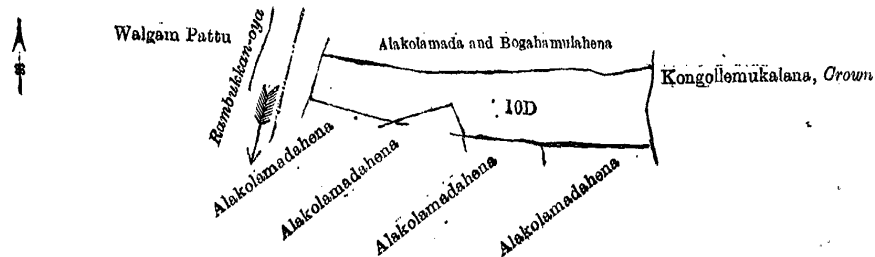 Walgam Pattu
Rambukkan-oya
Alakolamada and Bogahamulahena
Kongollemukalana, Crown
10D
Alakolamadahena
Alakolamadahena
Alakolamadahena
Alakolamadahena